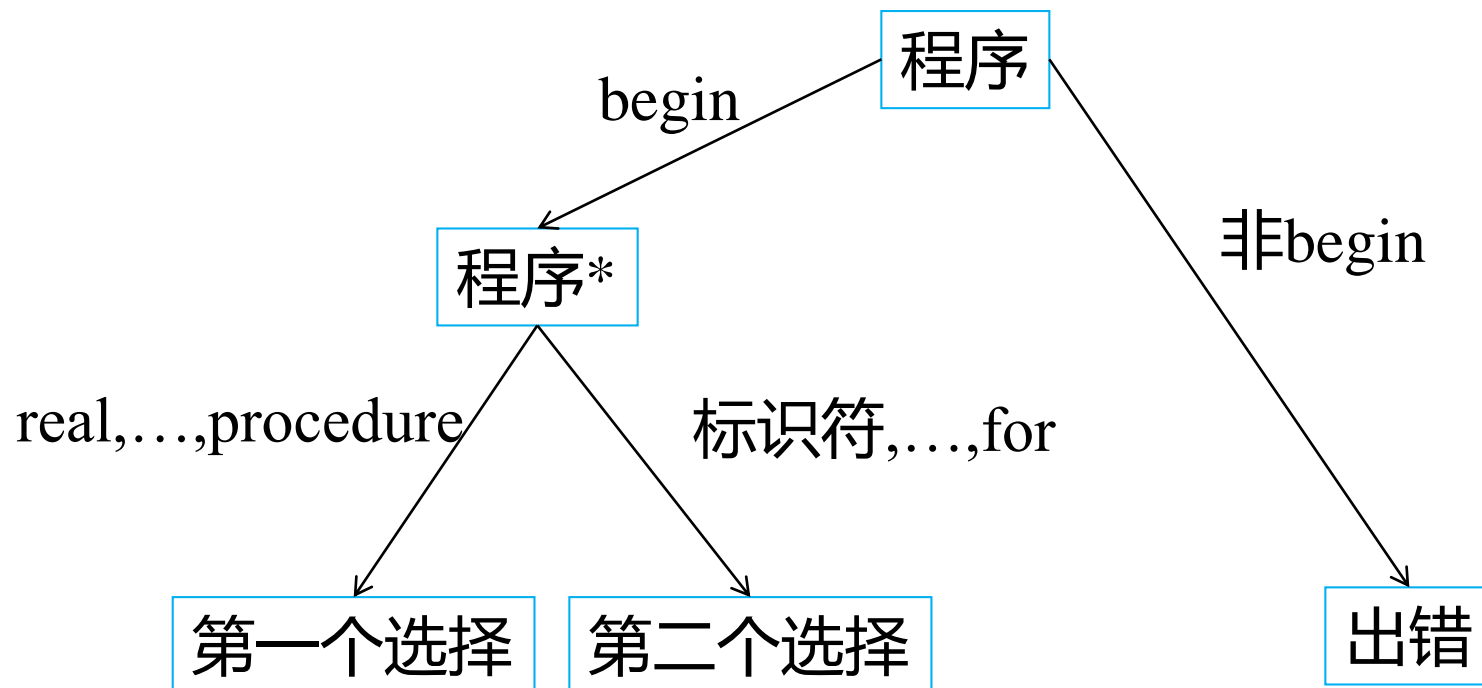 程序
begin
非begin
程序*
real,…,procedure
标识符,…,for
第一个选择
第二个选择
出错